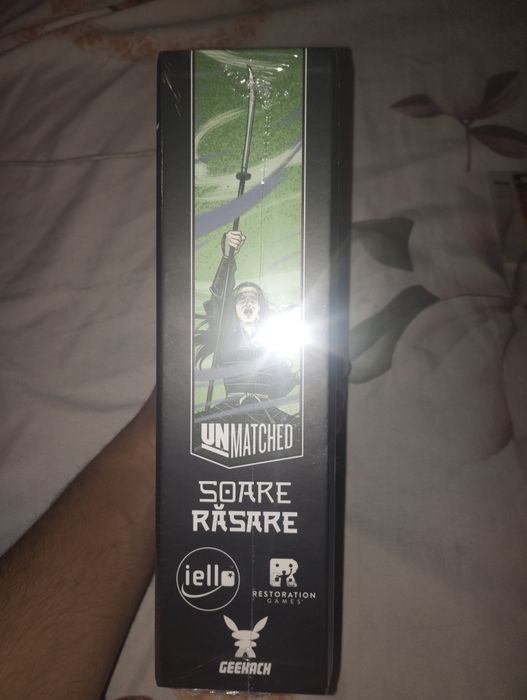 UNMATCHED
SOARE
RĂSARE
iello
RESTORATION
GAMES
GEEKACH